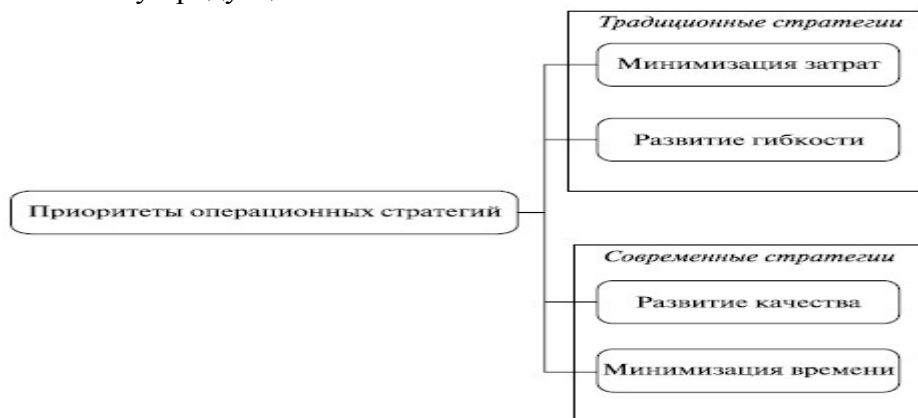 Традиционные стратегии
Минимизация затрат
Развитие гибкости
Приоритеты операционных стратегий
Современные стратегии
Развитие качества
Минимизация времени